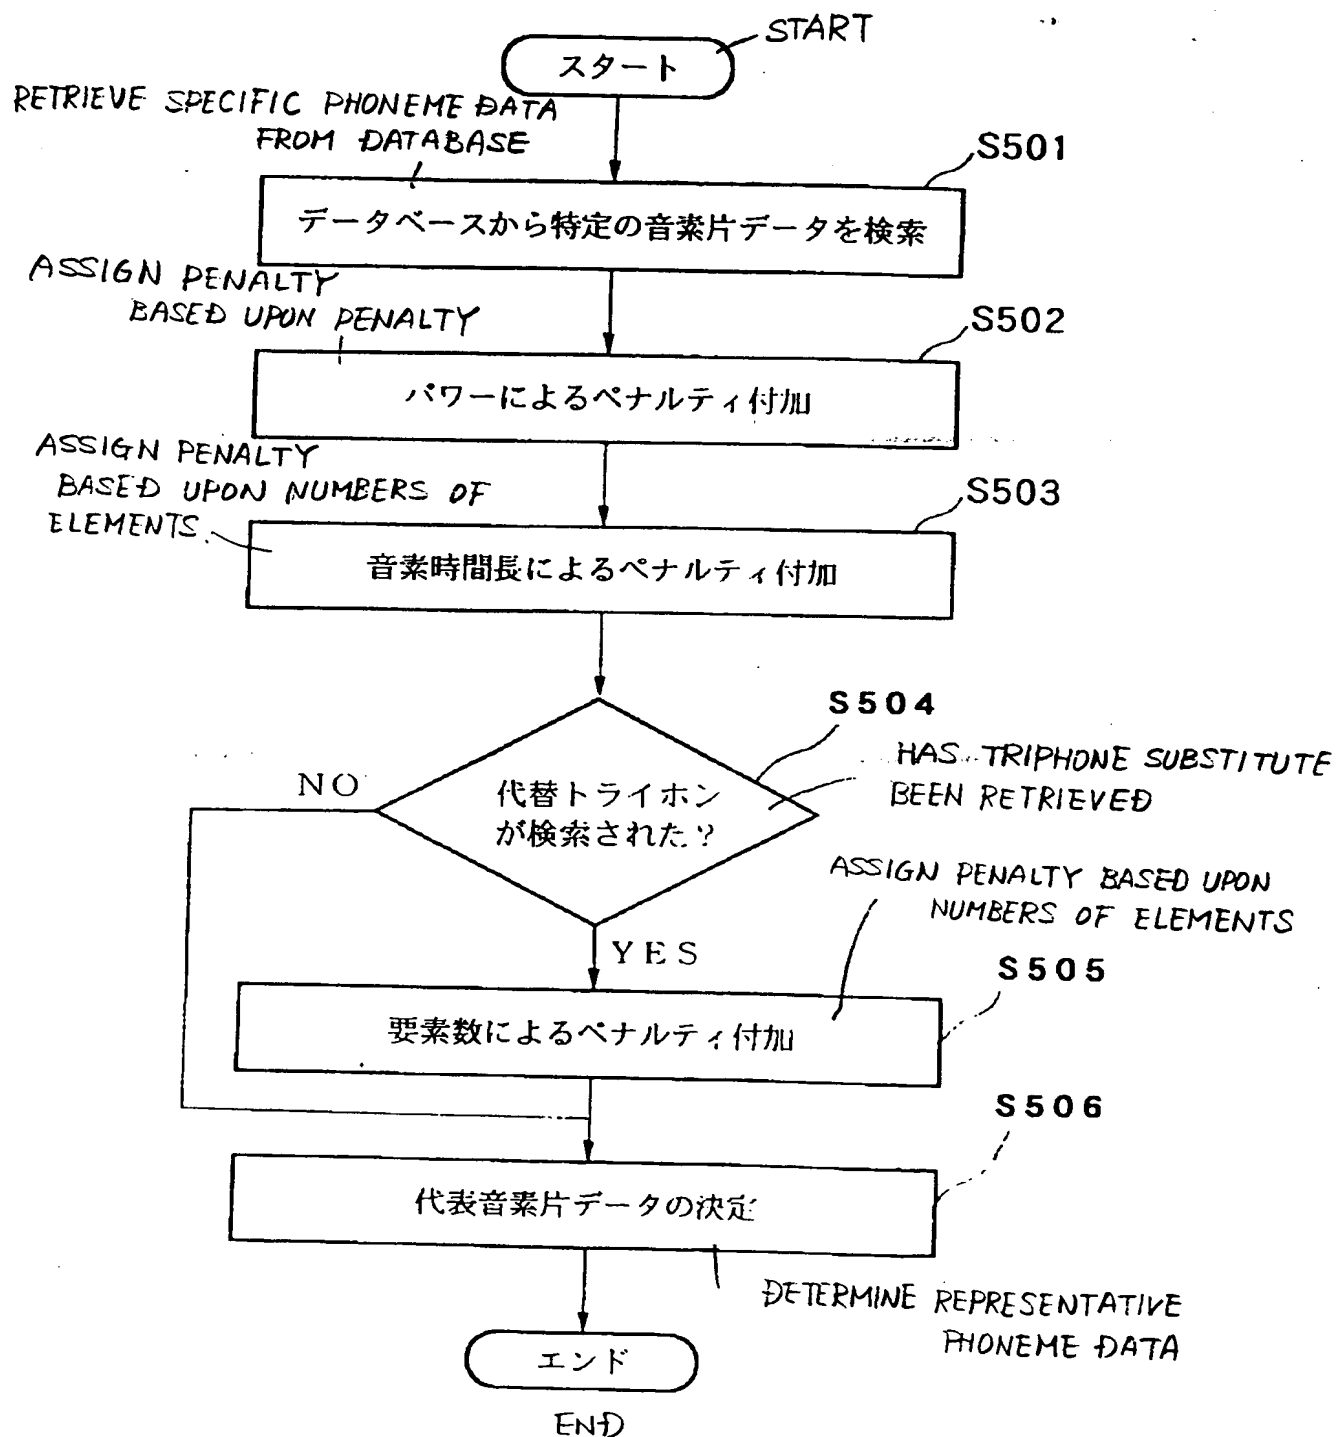 START
スタート
RETRIEVE SPECIFIC PHONEME DATA
FROM DATABASE
S501
データベースから特定の音素片データを検索
ASSIGN PENALTY
BASED UPON PENALTY
S502
パワーによるペナルティ付加
ASSIGN PENALTY
BASED UPON NUMBERS OF
ELEMENTS
S503
音素時間長によるペナルティ付加
S504
HAS TRIPHONE SUBSTITUTE
BEEN RETRIEVED
NO
代替トライホン
が検索された?
ASSIGN PENALTY BASED UPON
NUMBERS OF ELEMENTS
YES
S505
要素数によるペナルティ付加
S506
代表音素片データの決定
DETERMINE REPRESENTATIVE
PHONEME DATA
エンド
END